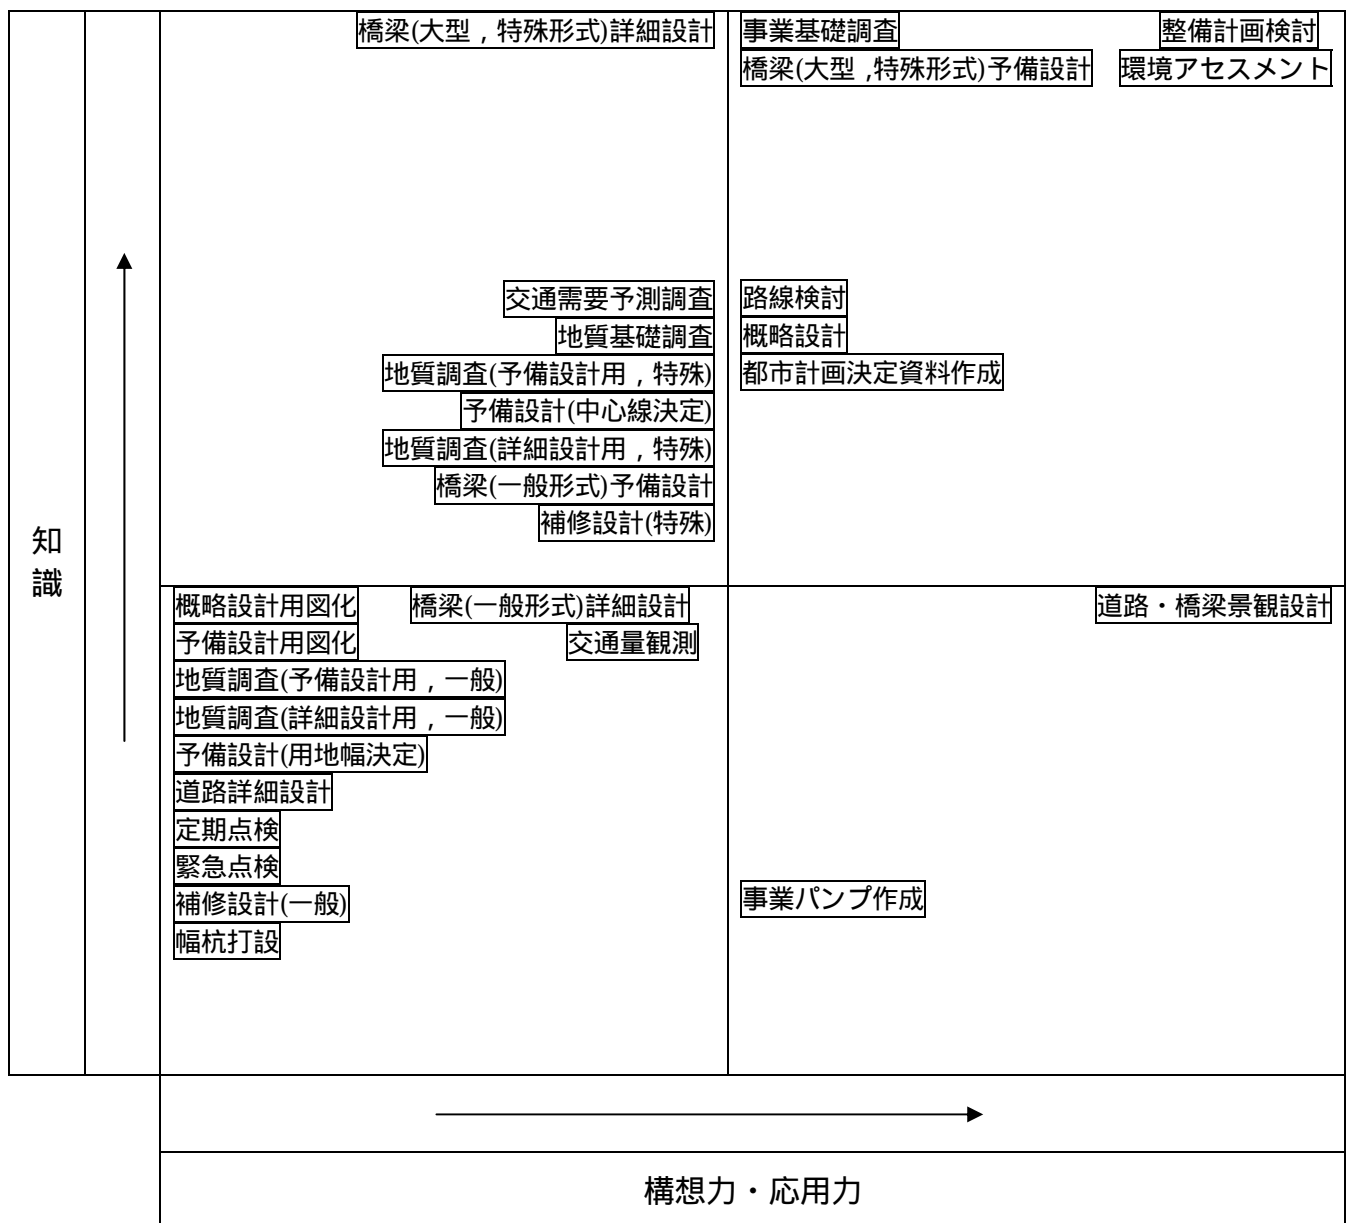 橋梁(大型，特殊形式)詳細設計
事業基礎調査
整備計画検討
橋梁(大型,特殊形式)予備設計
環境アセスメント
交通需要予測調査
地質基礎調査
地質調査(予備設計用，特殊)
予備設計(中心線決定)
地質調査(詳細設計用，特殊)
橋梁(一般形式)予備設計
補修設計(特殊)
路線検討
概略設計
都市計画決定資料作成
知
識
概略設計用図化
橋梁(一般形式)詳細設計
予備設計用図化
交通量観測
地質調査(予備設計用，一般)
地質調査(詳細設計用，一般)
予備設計(用地幅決定)
道路詳細設計
定期点検
緊急点検
補修設計(一般)
幅杭打設
道路・橋梁景観設計
事業パンプ作成
構想力・応用力